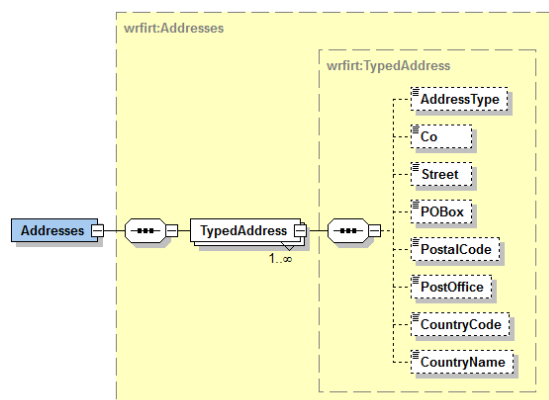 wrfirt:Addresses
wrfirt:TypedAddress
AddressType
Co
Street
POBox
Addresses
TypedAddress
1..∞
PostalCode
PostOffice
CountryCode
CountryName